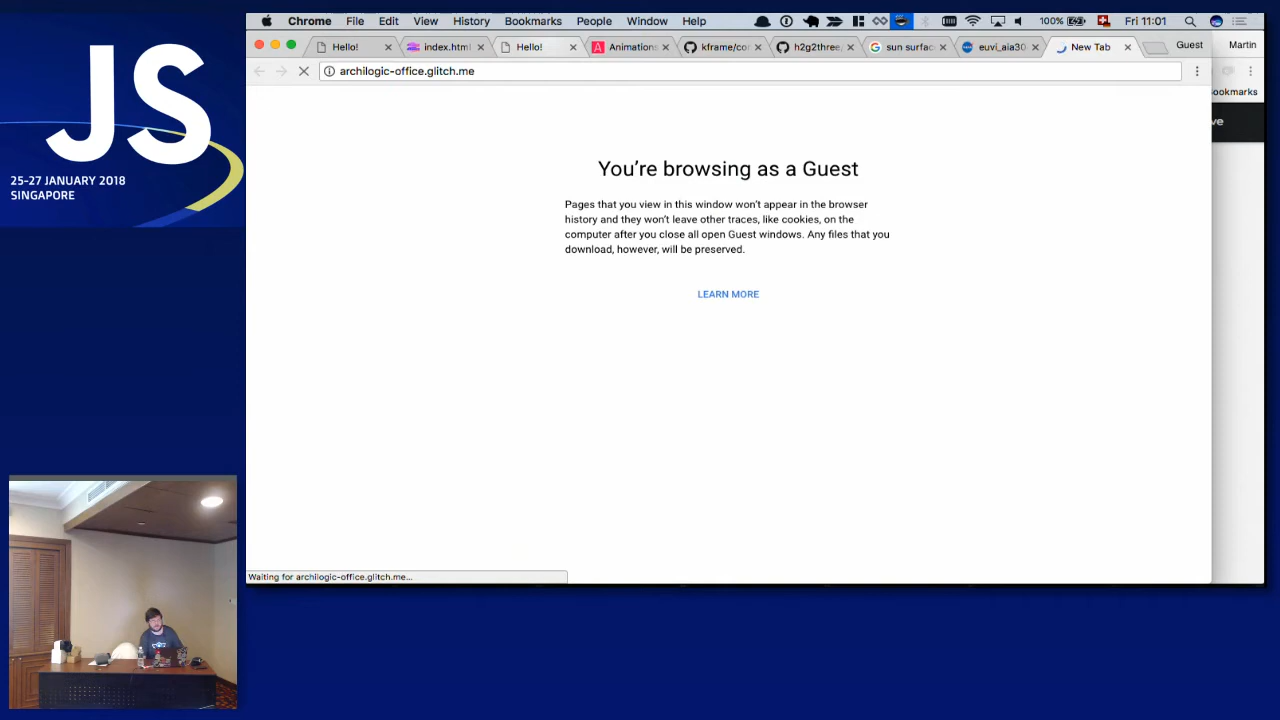 JS
25-27 JANUARY 2018
SINGAPORE
Chrome File Edit View History Bookmarks People Window Help 100% Fri 11:01
Hello! index.html Hello! Animations kframe/cor h2g2three. sun surfac euvi_aia30 New Tab Guest Martin
archilogic-office.glitch.me
ookmarks
ve
You’re browsing as a Guest
Pages that you view in this window won’t appear in the browser
history and they won’t leave other traces, like cookies, on the
computer after you close all open Guest windows. Any files that you
download, however, will be preserved.
LEARN MORE
Waiting for archilogic-office.glitch.me...